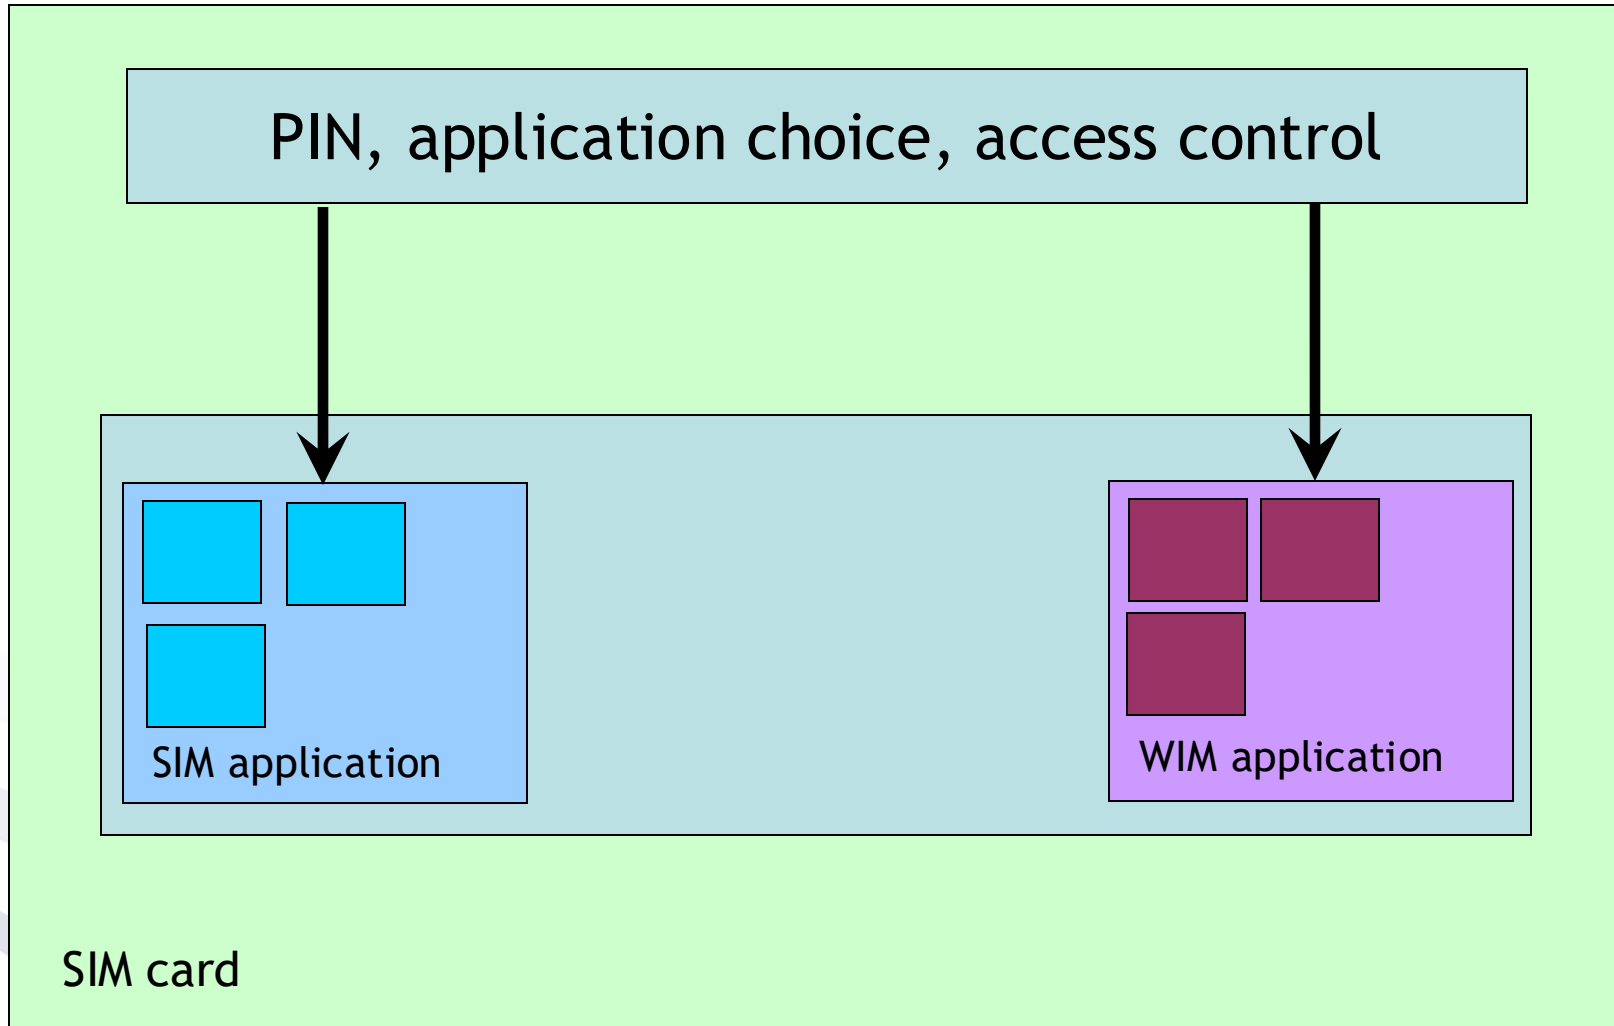 PIN, application choice, access control
SIM application
WIM application
SIM card